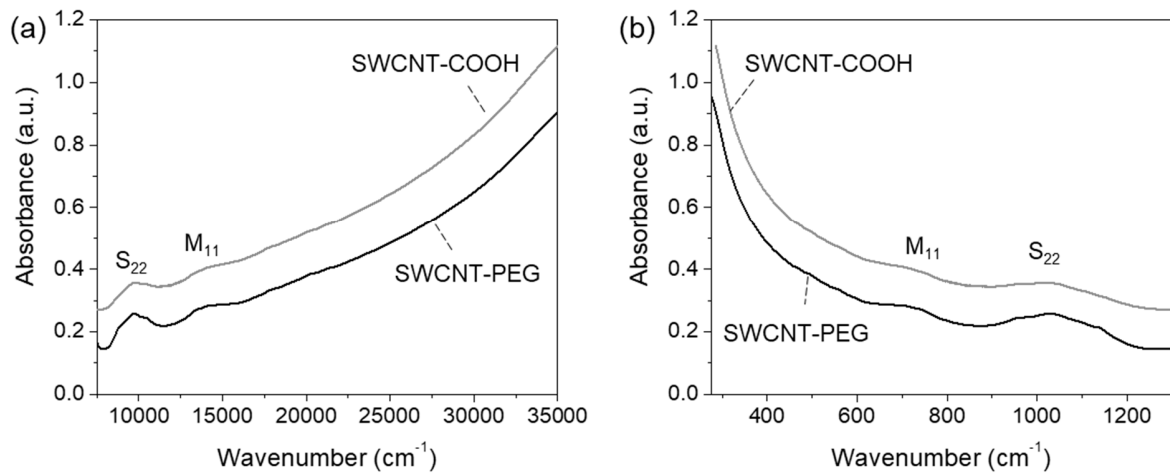 (a)
1.2
1.0
0.8
0.6
0.4
0.2
0.0
Absorbance (a.u.)
SWCNT-COOH
M₁₁
S₂₂
SWCNT-PEG
10000 15000 20000 25000 30000 35000
Wavenumber (cm⁻¹)
(b)
1.2
1.0
0.8
0.6
0.4
0.2
0.0
Absorbance (a.u.)
SWCNT-COOH
M₁₁
S₂₂
SWCNT-PEG
400 600 800 1000 1200
Wavenumber (cm⁻¹)